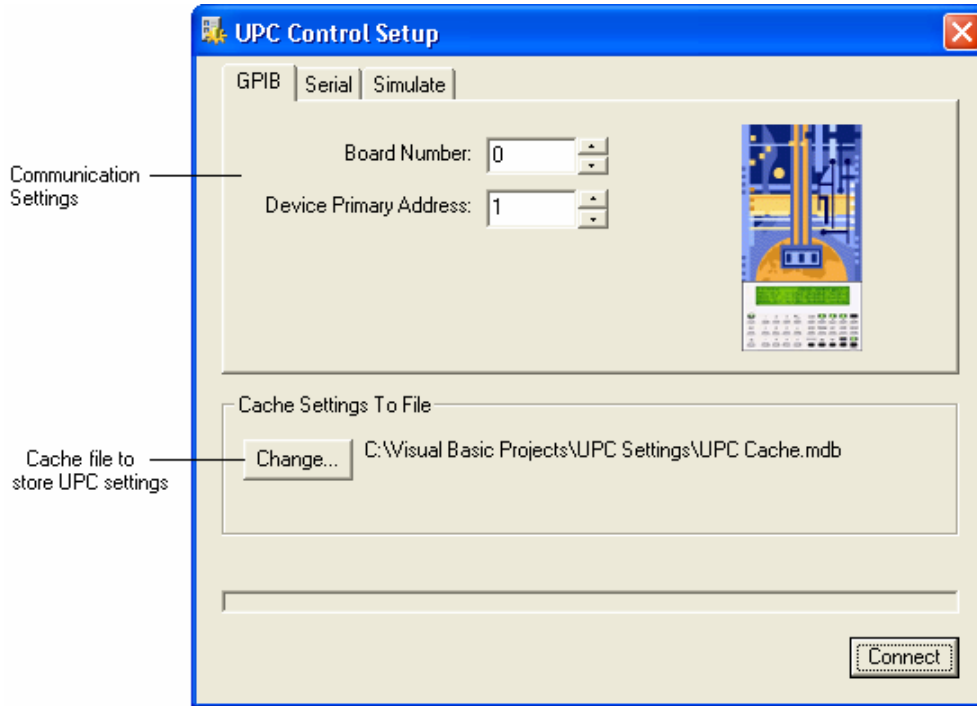 UPC Control Setup
GPIB Serial Simulate
Board Number: 0
Communication
Settings
Device Primary Address: 1
Cache Settings To File
Cache file to
store UPC settings
Change... C:\Visual Basic Projects\UPC Settings\UPC Cache.mdb
Connect